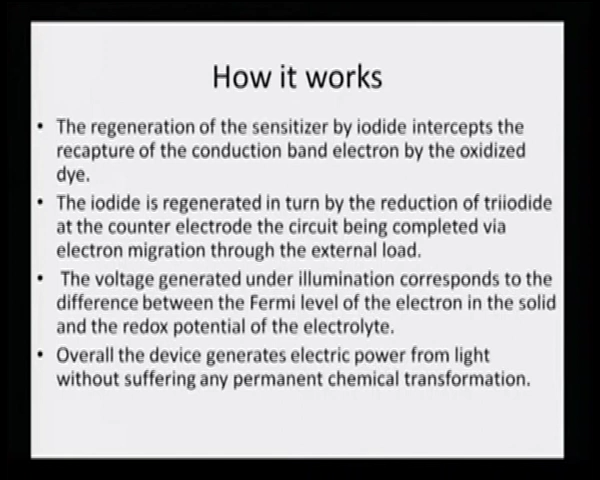 How it works
• The regeneration of the sensitizer by iodide intercepts the
recapture of the conduction band electron by the oxidized
dye.
• The iodide is regenerated in turn by the reduction of triiodide
at the counter electrode the circuit being completed via
electron migration through the external load.
• The voltage generated under illumination corresponds to the
difference between the Fermi level of the electron in the solid
and the redox potential of the electrolyte.
• Overall the device generates electric power from light
without suffering any permanent chemical transformation.